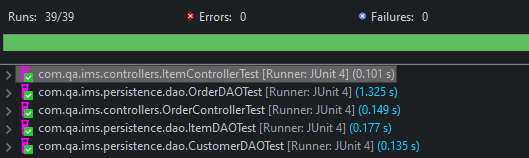 Runs: 39/39 Errors: 0 Failures: 0
com.qa.ims.controllers.ItemControllerTest [Runner: JUnit 4] (0.101 s)
com.qa.ims.persistence.dao.OrderDAOTest [Runner: JUnit 4] (1.325 s)
com.qa.ims.controllers.OrderControllerTest [Runner: JUnit 4] (0.149 s)
com.qa.ims.persistence.dao.ItemDAOTest [Runner: JUnit 4] (0.177 s)
com.qa.ims.persistence.dao.CustomerDAOTest [Runner: JUnit 4] (0.135 s)